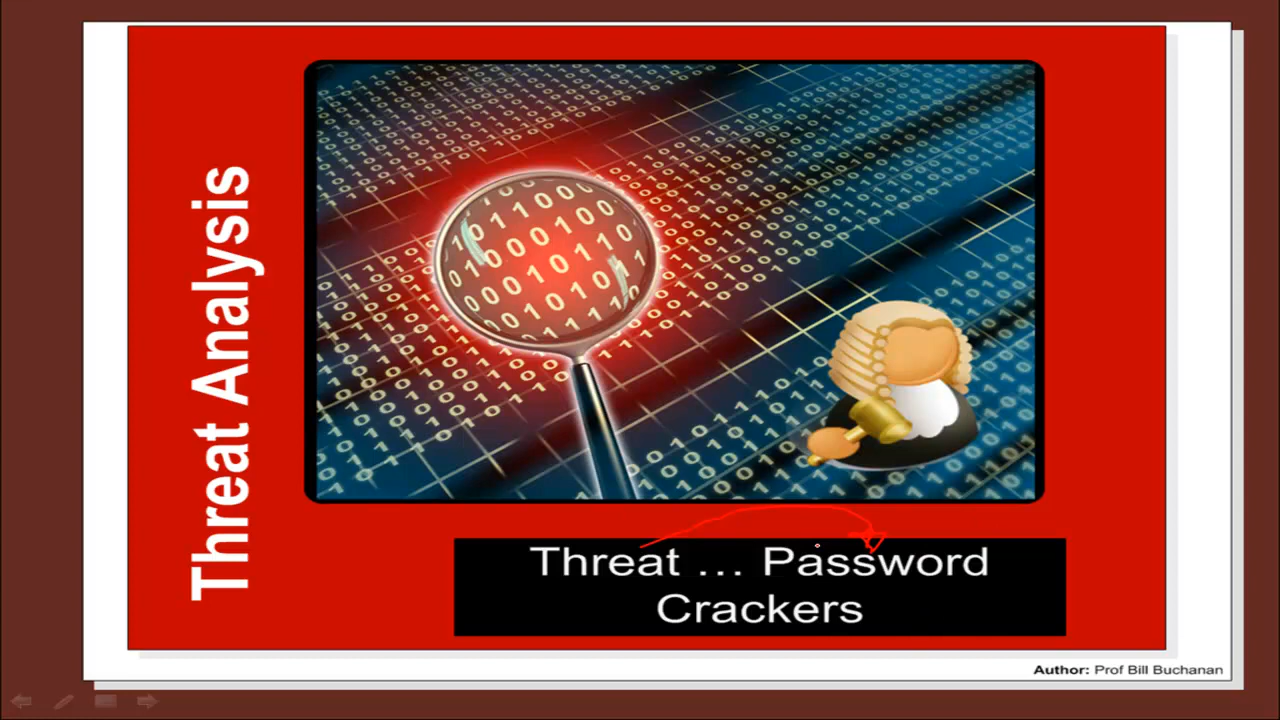 Threat Analysis
Threat ... Password
Crackers
Author: Prof Bill Buchanan